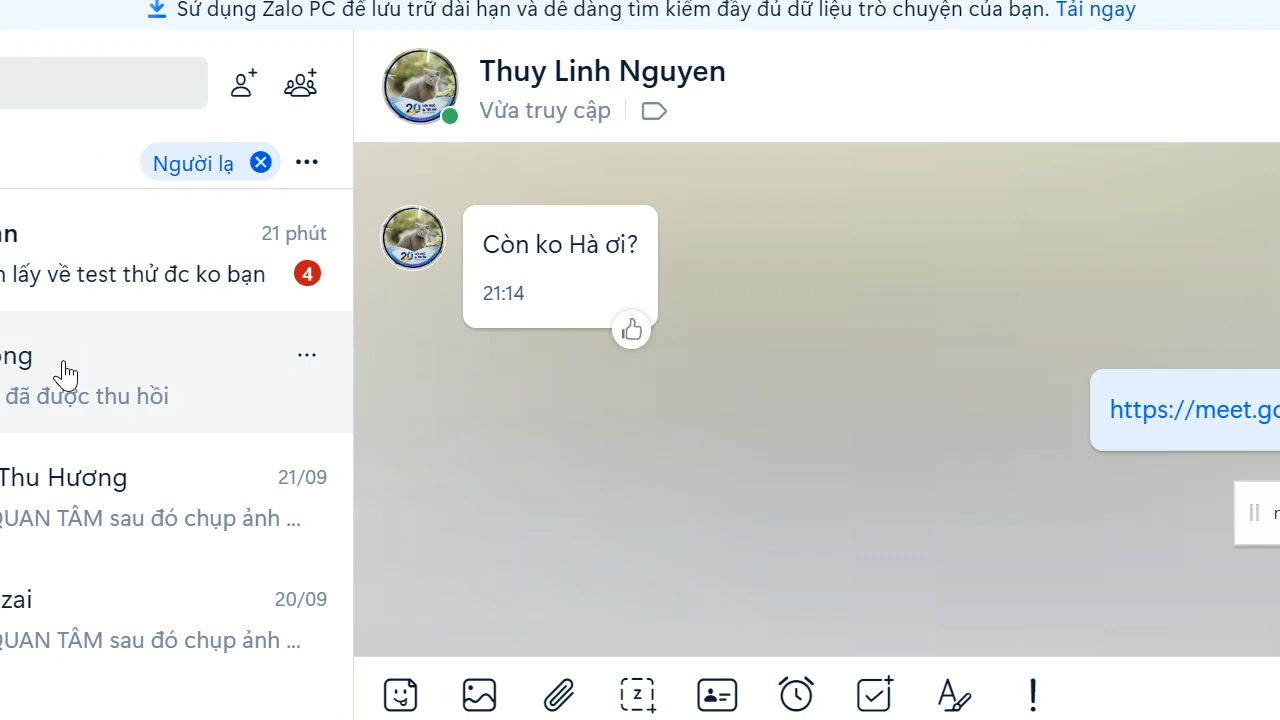 Sử dụng Zalo PC để lưu trữ dài hạn và dễ dàng tìm kiếm đầy đủ dữ liệu trò chuyện của bạn. Tải ngay
Thuy Linh Nguyen
Vừa truy cập
Người lạ
21 phút
lấy về test thử đc ko bạn
4
đã được thu hồi
Thu Hương
21/09
QUAN TÂM sau đó chụp ảnh ...
zai
20/09
QUAN TÂM sau đó chụp ảnh ...
Còn ko Hà ơi?
21:14
https://meet.go